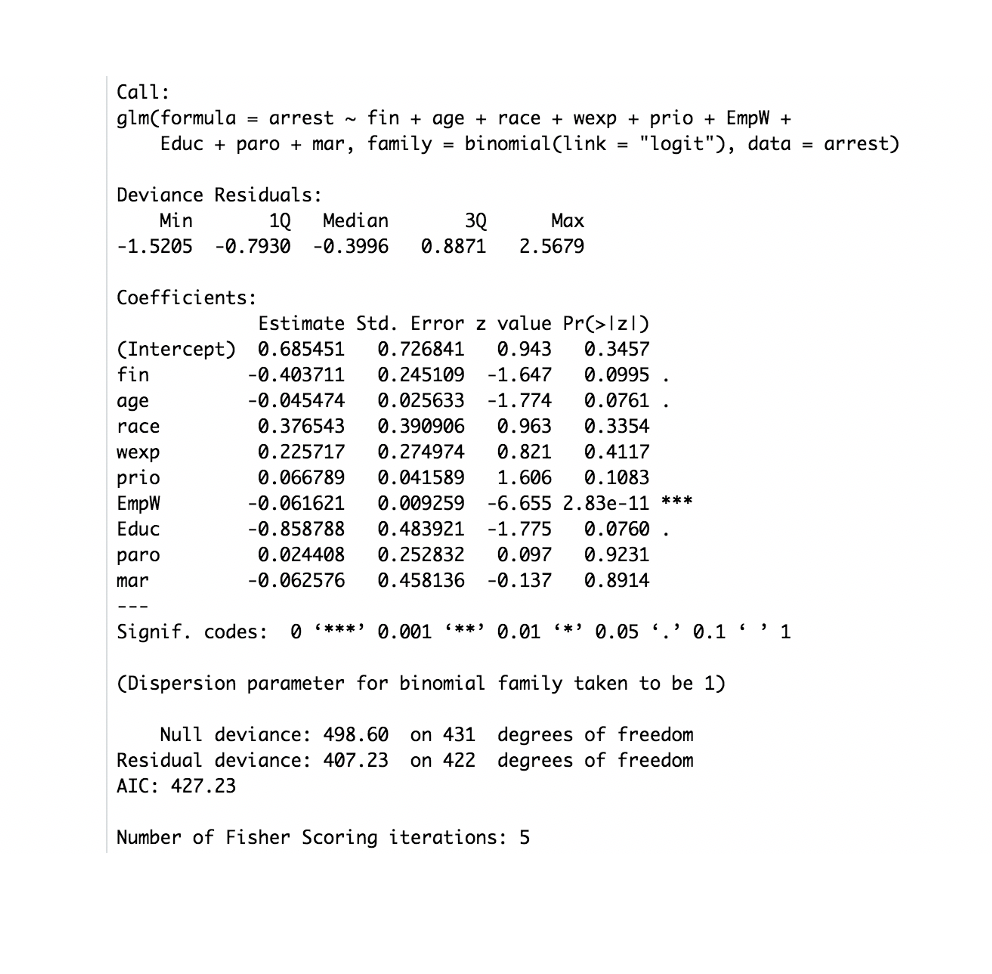 Call:
glm(formula = arrest ~ fin + age + race + wexp + prio + EmpW +
    Educ + paro + mar, family = binomial(link = "logit"), data = arrest)
Deviance Residuals:
    Min       1Q   Median       3Q      Max
-1.5205  -0.7930  -0.3996   0.8871   2.5679
Coefficients:
             Estimate Std. Error z value Pr(>|z|)
(Intercept)  0.685451   0.726841   0.943   0.3457
fin         -0.403711   0.245109  -1.647   0.0995 .
age         -0.045474   0.025633  -1.774   0.0761 .
race         0.376543   0.390906   0.963   0.3354
wexp         0.225717   0.274974   0.821   0.4117
prio         0.066789   0.041589   1.606   0.1083
EmpW        -0.061621   0.009259  -6.655 2.83e-11 ***
Educ        -0.858788   0.483921  -1.775   0.0760 .
paro         0.024408   0.252832   0.097   0.9231
mar         -0.062576   0.458136  -0.137   0.8914
---
Signif. codes:  0 ‘***’ 0.001 ‘**’ 0.01 ‘*’ 0.05 ‘.’ 0.1 ‘ ’ 1
(Dispersion parameter for binomial family taken to be 1)
    Null deviance: 498.60  on 431  degrees of freedom
Residual deviance: 407.23  on 422  degrees of freedom
AIC: 427.23
Number of Fisher Scoring iterations: 5